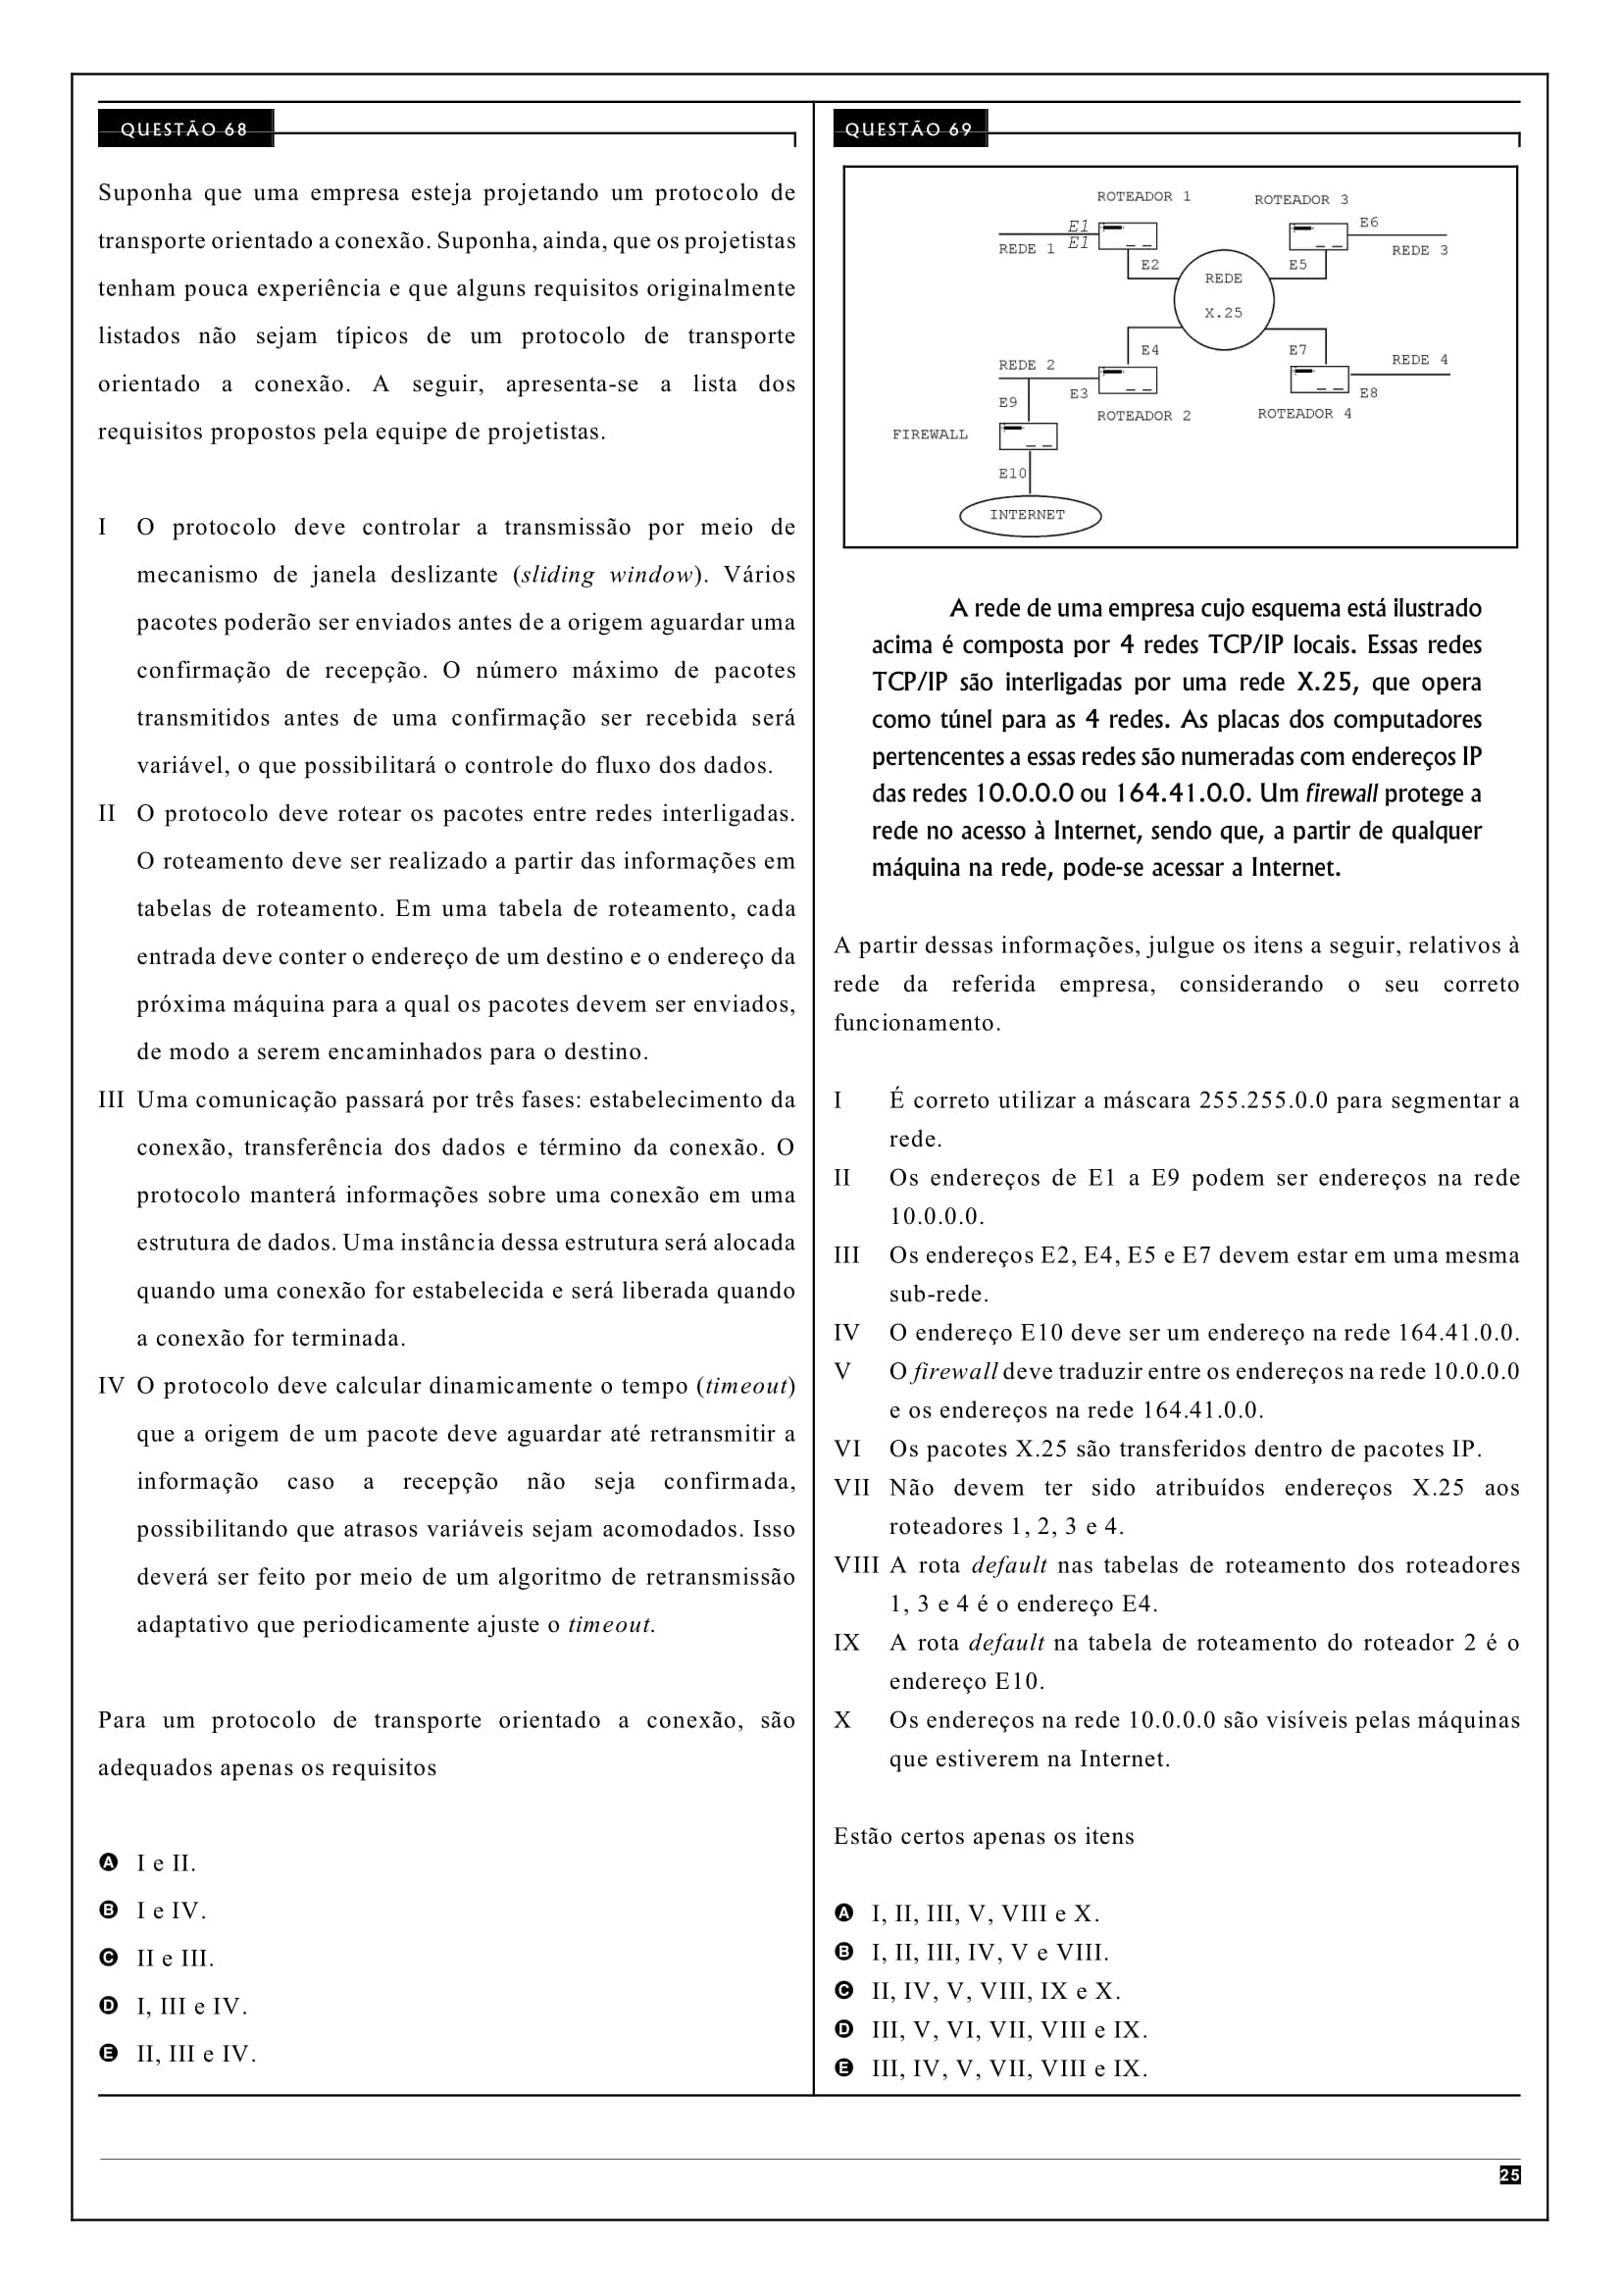 QUESTÃO 68
Suponha que uma empresa esteja projetando um protocolo de
transporte orientado a conexão. Suponha, ainda, que os projetistas
tenham pouca experiência e que alguns requisitos originalmente
listados não sejam típicos de um protocolo de transporte
orientado a conexão. A seguir, apresenta-se a lista dos
requisitos propostos pela equipe de projetistas.
I O protocolo deve controlar a transmissão por meio de
mecanismo de janela deslizante (sliding window). Vários
pacotes poderão ser enviados antes de a origem aguardar uma
confirmação de recepção. O número máximo de pacotes
transmitidos antes de uma confirmação ser recebida será
variável, o que possibilitará o controle do fluxo dos dados.
II O protocolo deve rotear os pacotes entre redes interligadas.
O roteamento deve ser realizado a partir das informações em
tabelas de roteamento. Em uma tabela de roteamento, cada
entrada deve conter o endereço de um destino e o endereço da
próxima máquina para a qual os pacotes devem ser enviados,
de modo a serem encaminhados para o destino.
III Uma comunicação passará por três fases: estabelecimento da
conexão, transferência dos dados e término da conexão. O
protocolo manterá informações sobre uma conexão em uma
estrutura de dados. Uma instância dessa estrutura será alocada
quando uma conexão for estabelecida e será liberada quando
a conexão for terminada.
IV O protocolo deve calcular dinamicamente o tempo (timeout)
que a origem de um pacote deve aguardar até retransmitir a
informação caso a recepção não seja confirmada,
possibilitando que atrasos variáveis sejam acomodados. Isso
deverá ser feito por meio de um algoritmo de retransmissão
adaptativo que periodicamente ajuste o timeout.
Para um protocolo de transporte orientado a conexão, são
adequados apenas os requisitos
A I e II.
B I e IV.
C II e III.
D I, III e IV.
E II, III e IV.
QUESTÃO 69
ROTEADOR 1
ROTEADOR 3
E1
E1
REDE 1
E2
E6
REDE 3
E5
REDE
X.25
E4
E7
REDE 2
REDE 4
E3
E8
E9
ROTEADOR 2
ROTEADOR 4
FIREWALL
E10
INTERNET
A rede de uma empresa cujo esquema está ilustrado
acima é composta por 4 redes TCP/IP locais. Essas redes
TCP/IP são interligadas por uma rede X.25, que opera
como túnel para as 4 redes. As placas dos computadores
pertencentes a essas redes são numeradas com endereços IP
das redes 10.0.0.0 ou 164.41.0.0. Um firewall protege a
rede no acesso à Internet, sendo que, a partir de qualquer
máquina na rede, pode-se acessar a Internet.
A partir dessas informações, julgue os itens a seguir, relativos à
rede da referida empresa, considerando o seu correto
funcionamento.
I É correto utilizar a máscara 255.255.0.0 para segmentar a
rede.
II Os endereços de E1 a E9 podem ser endereços na rede
10.0.0.0.
III Os endereços E2, E4, E5 e E7 devem estar em uma mesma
sub-rede.
IV O endereço E10 deve ser um endereço na rede 164.41.0.0.
V O firewall deve traduzir entre os endereços na rede 10.0.0.0
e os endereços na rede 164.41.0.0.
VI Os pacotes X.25 são transferidos dentro de pacotes IP.
VII Não devem ter sido atribuídos endereços X.25 aos
roteadores 1, 2, 3 e 4.
VIII A rota default nas tabelas de roteamento dos roteadores
1, 3 e 4 é o endereço E4.
IX A rota default na tabela de roteamento do roteador 2 é o
endereço E10.
X Os endereços na rede 10.0.0.0 são visíveis pelas máquinas
que estiverem na Internet.
Estão certos apenas os itens
A I, II, III, V, VIII e X.
B I, II, III, IV, V e VIII.
C II, IV, V, VIII, IX e X.
D III, V, VI, VII, VIII e IX.
E III, IV, V, VII, VIII e IX.
25